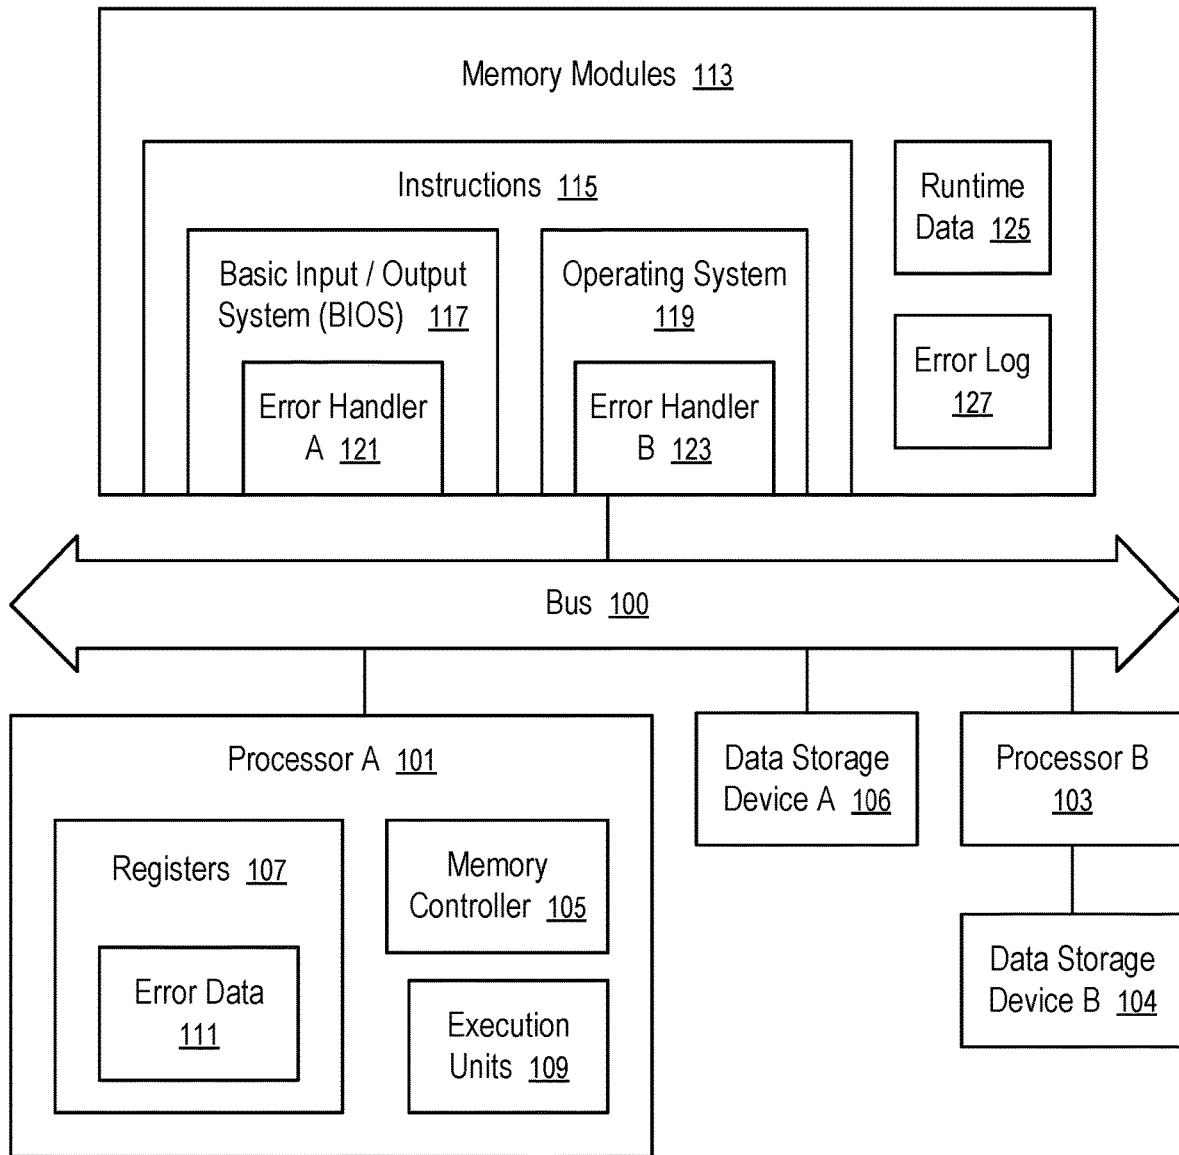 Memory Modules 113
Instructions 115
Runtime
Data 125
Basic Input / Output
System (BIOS) 117
Operating System
119
Error Log
127
Error Handler
A 121
Error Handler
B 123
Bus 100
Processor A 101
Data Storage
Device A 106
Processor B
103
Registers 107
Memory
Controller 105
Error Data
111
Execution
Units 109
Data Storage
Device B 104